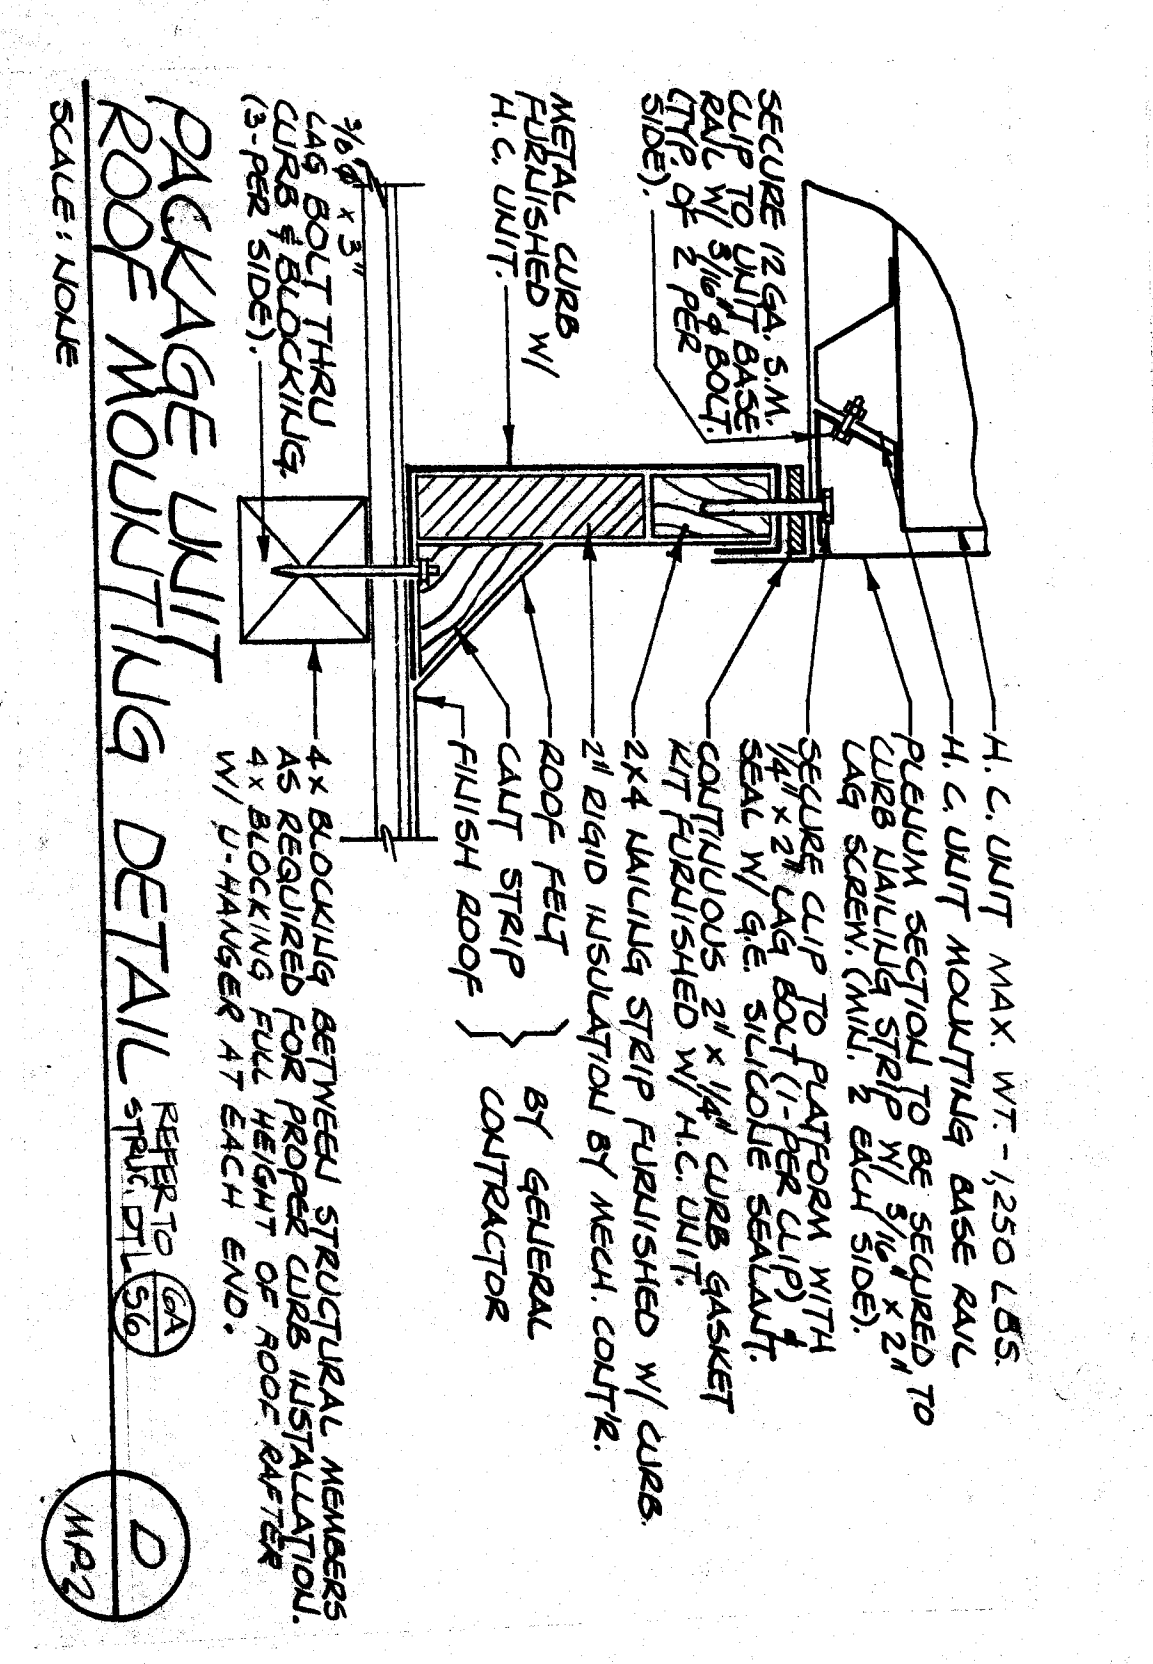 SECURE 12 GA. S.M.
CLIP TO UNIT BASE
RAIL W/ 3/16" φ BOLT.
(TYP. OF 2 PER
SIDE).
METAL CURB
FURNISHED W/
H.C. UNIT.
3/8 φ x 3"
LAG BOLT THRU
CURB & BLOCKING.
(3-PER SIDE).
H.C. UNIT MAX. WT. - 1,250 LBS.
H.C. UNIT MOUNTING BASE RAIL
PLENUM SECTION TO BE SECURED TO
CURB NAILING STRIP W/ 3/16" x 2"
LAG SCREW. (MIN. 2 EACH SIDE).
SECURE CLIP TO PLATFORM WITH
1/4" x 2" LAG BOLT (1-PER CLIP) &
SEAL W/ G.E. SILICONE SEALANT.
CONTINUOUS 2" x 1/4" CURB GASKET
KIT FURNISHED W/ H.C. UNIT.
2X4 NAILING STRIP FURNISHED W/ CURB.
2" RIGID INSULATION BY MECH. CONT'R.
ROOF FELT
CANT STRIP
FINISH ROOF
BY GENERAL
CONTRACTOR
4x BLOCKING BETWEEN STRUCTURAL MEMBERS
AS REQUIRED FOR PROPER CURB INSTALLATION.
4x BLOCKING FULL HEIGHT OF ROOF RAFTER
W/ U-HANGER AT EACH END.
PACKAGE UNIT
ROOF MOUNTING DETAIL
SCALE: NONE
REFER TO
STRUC. DTL
6A
S6
D
MP-2